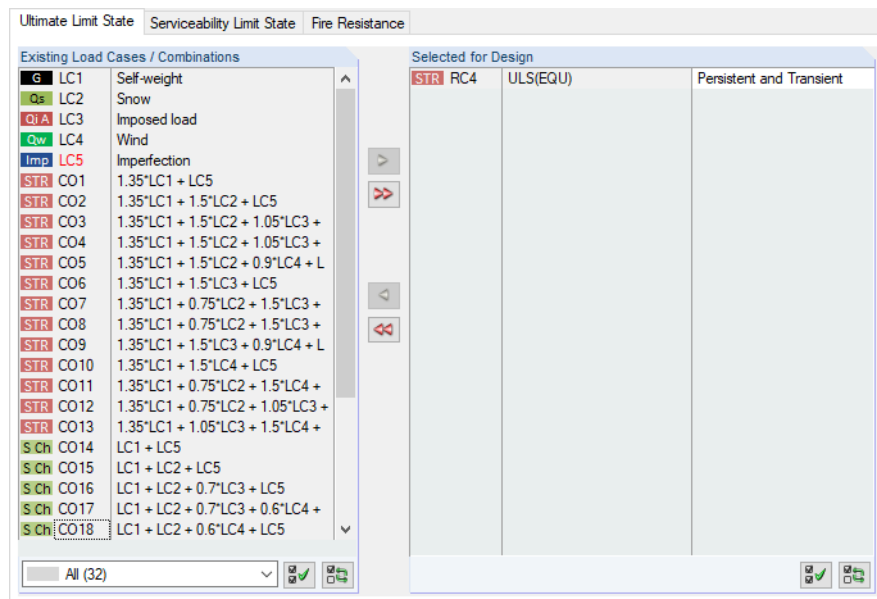 Ultimate Limit State Serviceability Limit State Fire Resistance
Existing Load Cases / Combinations
G LC1 Self-weight
Qs LC2 Snow
Qi A LC3 Imposed load
Qw LC4 Wind
Imp LC5 Imperfection
STR CO1 1.35*LC1 + LC5
STR CO2 1.35*LC1 + 1.5*LC2 + LC5
STR CO3 1.35*LC1 + 1.5*LC2 + 1.05*LC3 +
STR CO4 1.35*LC1 + 1.5*LC2 + 1.05*LC3 +
STR CO5 1.35*LC1 + 1.5*LC2 + 0.9*LC4 + L
STR CO6 1.35*LC1 + 1.5*LC3 + LC5
STR CO7 1.35*LC1 + 0.75*LC2 + 1.5*LC3 +
STR CO8 1.35*LC1 + 0.75*LC2 + 1.5*LC3 +
STR CO9 1.35*LC1 + 1.5*LC3 + 0.9*LC4 + L
STR CO10 1.35*LC1 + 1.5*LC4 + LC5
STR CO11 1.35*LC1 + 0.75*LC2 + 1.5*LC4 +
STR CO12 1.35*LC1 + 0.75*LC2 + 1.05*LC3 +
STR CO13 1.35*LC1 + 1.05*LC3 + 1.5*LC4 +
S Ch CO14 LC1 + LC5
S Ch CO15 LC1 + LC2 + LC5
S Ch CO16 LC1 + LC2 + 0.7*LC3 + LC5
S Ch CO17 LC1 + LC2 + 0.7*LC3 + 0.6*LC4 +
S Ch CO18 LC1 + LC2 + 0.6*LC4 + LC5
All (32)
Selected for Design
STR RC4 ULS(EQU) Persistent and Transient